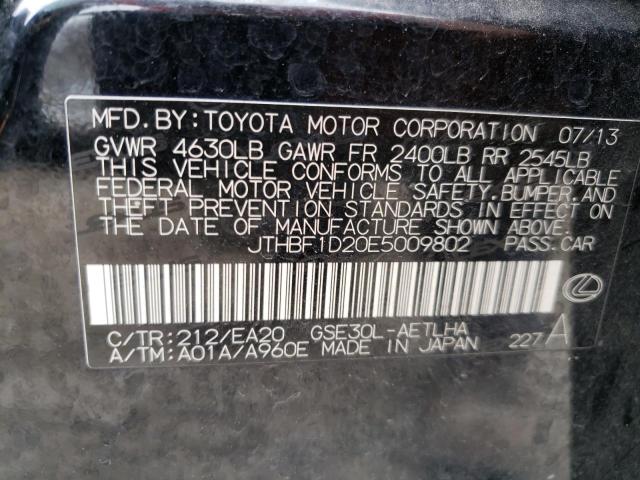 MFD. BY: TOYOTA MOTOR CORPORATION 07/13
GVWR 4630LB GAWR FR 2400LB RR 2545LB
THIS VEHICLE CONFORMS TO ALL APPLICABLE
FEDERAL MOTOR VEHICLE SAFETY, BUMPER, AND
THEFT PREVENTION STANDARDS IN EFFECT ON
THE DATE OF MANUFACTURE SHOWN ABOVE.
JTHBF1D20E5009802 PASS. CAR
C/TR: 212/EA20 GSE30L-AETLHA
A/TM: A01A/A960E MADE IN JAPAN 227 A